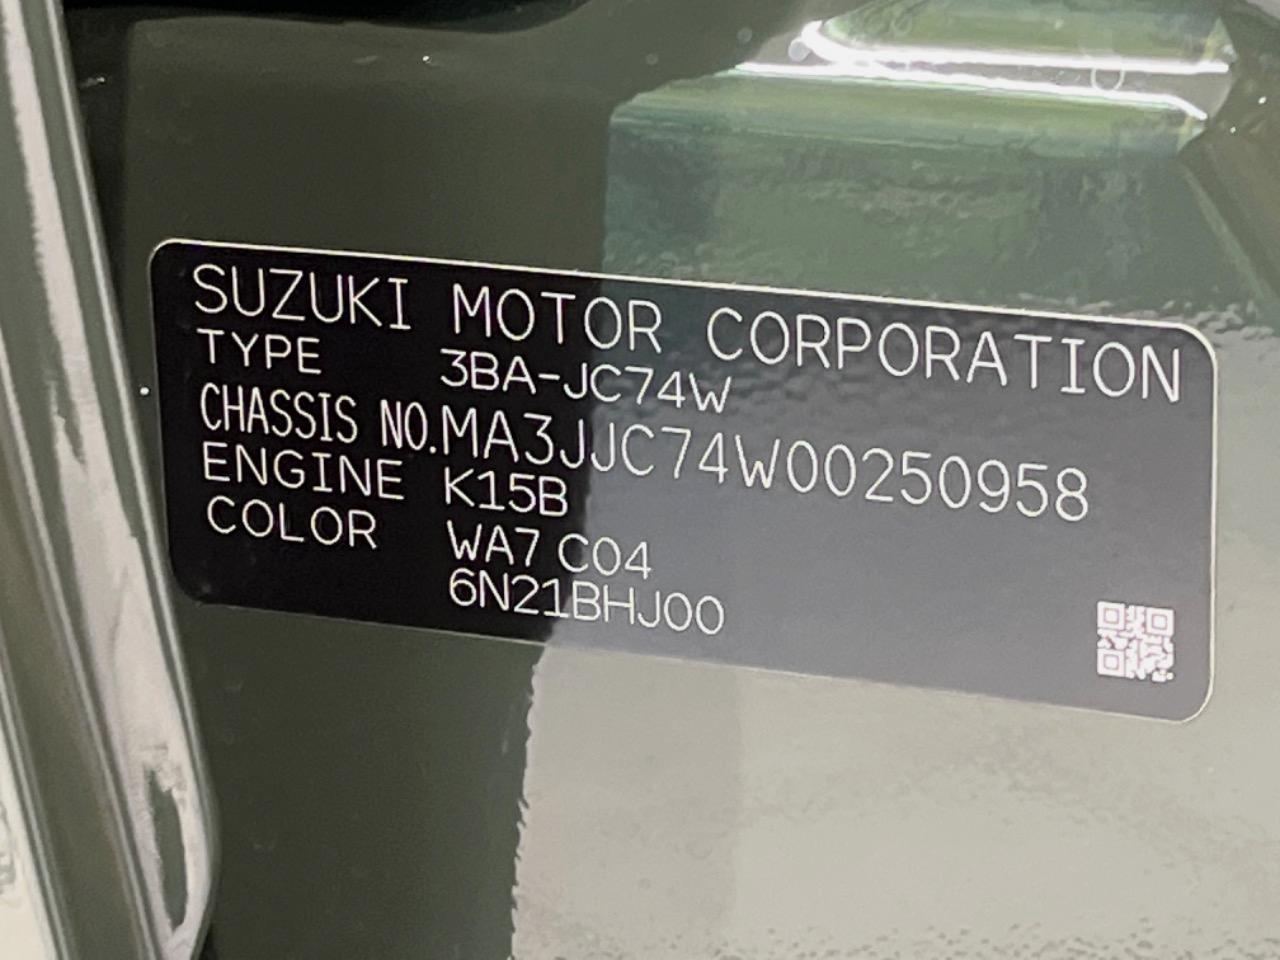 SUZUKI MOTOR CORPORATION
TYPE 3BA-JC74W
CHASSIS NO.MA3JJC74W00250958
ENGINE K15B
COLOR WA7 C04
6N21BHJ00